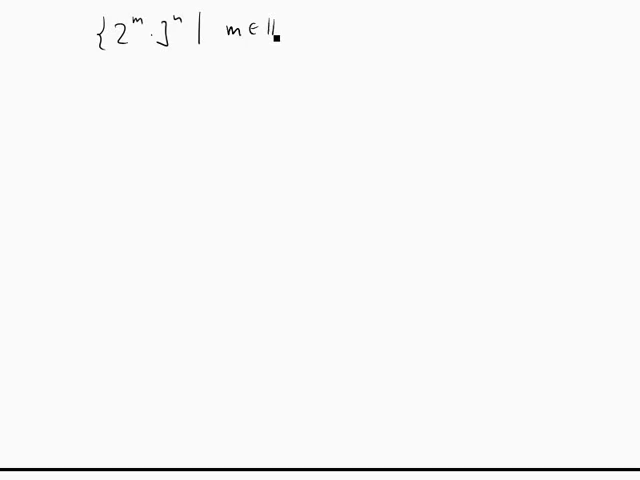 {2^m · 3^n | m ∈